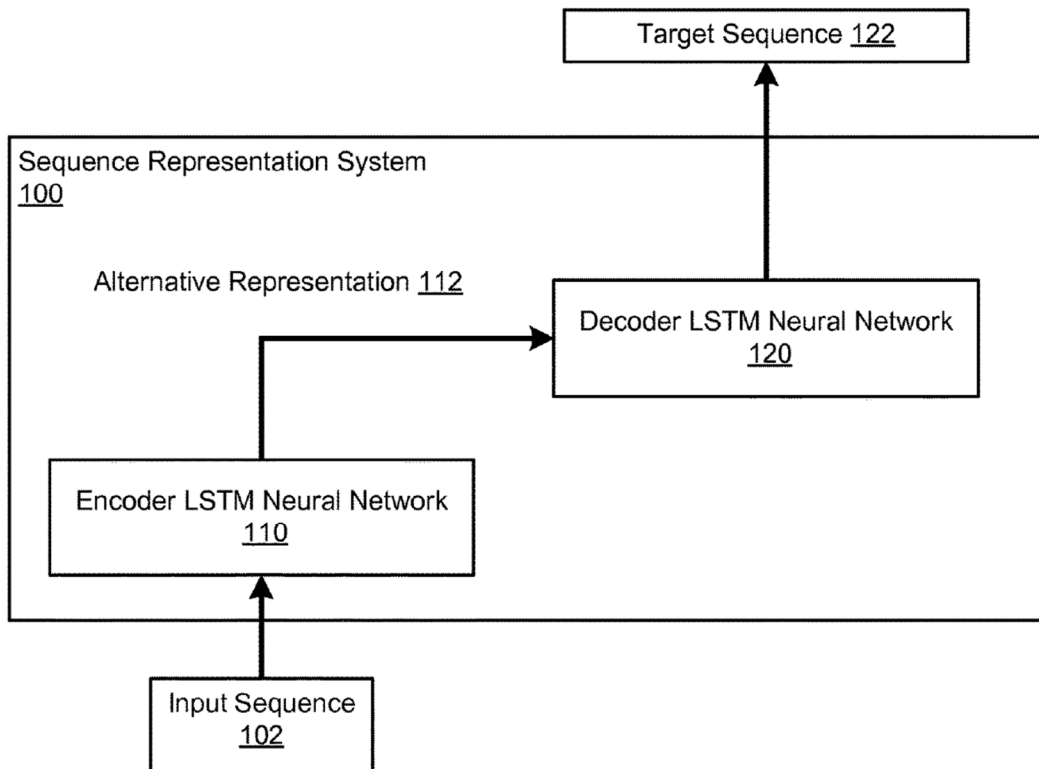 Target Sequence 122
Sequence Representation System
100
Alternative Representation 112
Decoder LSTM Neural Network
120
Encoder LSTM Neural Network
110
Input Sequence
102